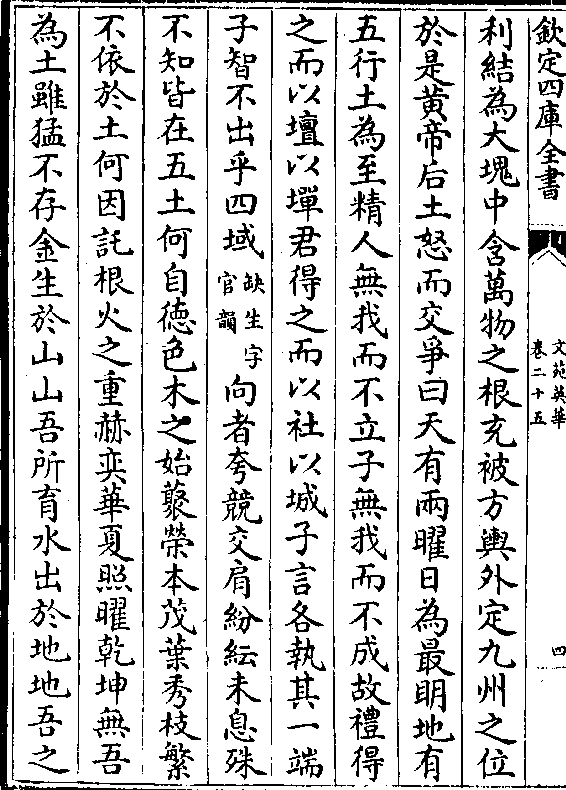 欽定四庫全書
文苑英華
卷二十五
四
利結為大塊中含萬物之根充被方輿外定九州之位
於是黃帝后土怒而交爭曰天有兩曜日為最明地有
五行土為至精人無我而不立子無我而不成故禮得
之而以壇以墠君得之而以社以城子言各執其一端
子智不出乎四域缺生字官韻向者夸競交肩紛紜未息殊
不知皆在五土何自德色木之始藂榮本茂葉秀枝繁
不依於土何因託根火之重赫奕華夏照曜乾坤無吾
為土雖猛不存金生於山山吾所育水出於地地吾之